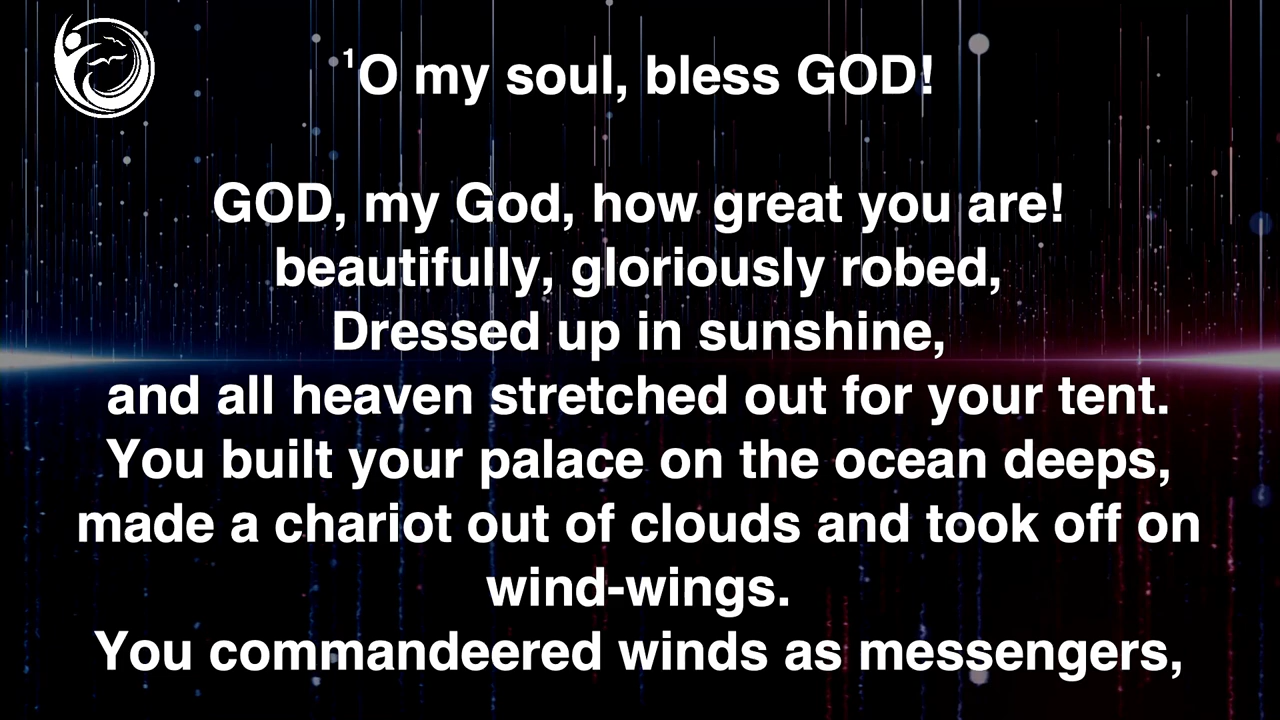 ¹O my soul, bless GOD!
GOD, my God, how great you are!
beautifully, gloriously robed,
Dressed up in sunshine,
and all heaven stretched out for your tent.
You built your palace on the ocean deeps,
made a chariot out of clouds and took off on
wind-wings.
You commandeered winds as messengers,